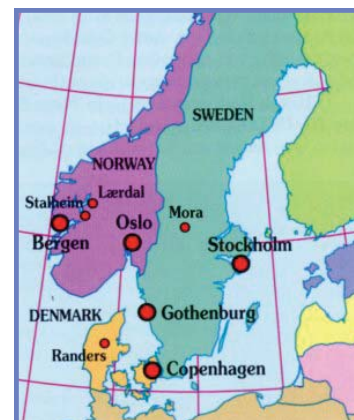 SWEDEN
NORWAY
Stalheim
Lærdal
Bergen
Oslo
Mora
Stockholm
DENMARK
Gothenburg
Randers
Copenhagen